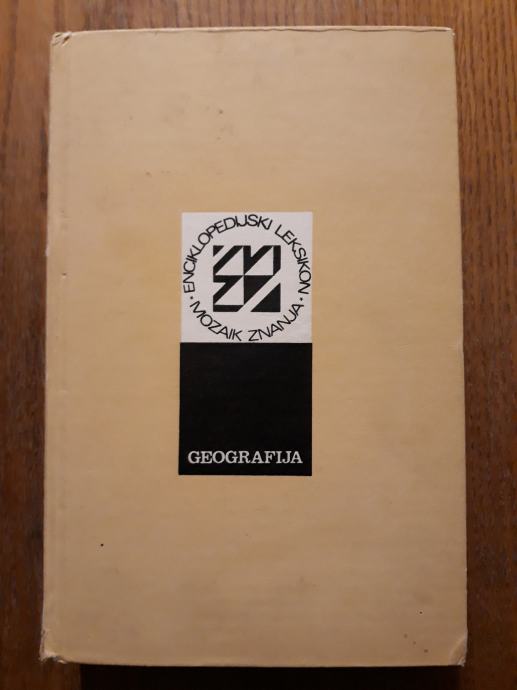 ENCIKLOPEDIJSKI LEKSIKON
· MOZAIK ZNANJA ·
GEOGRAFIJA